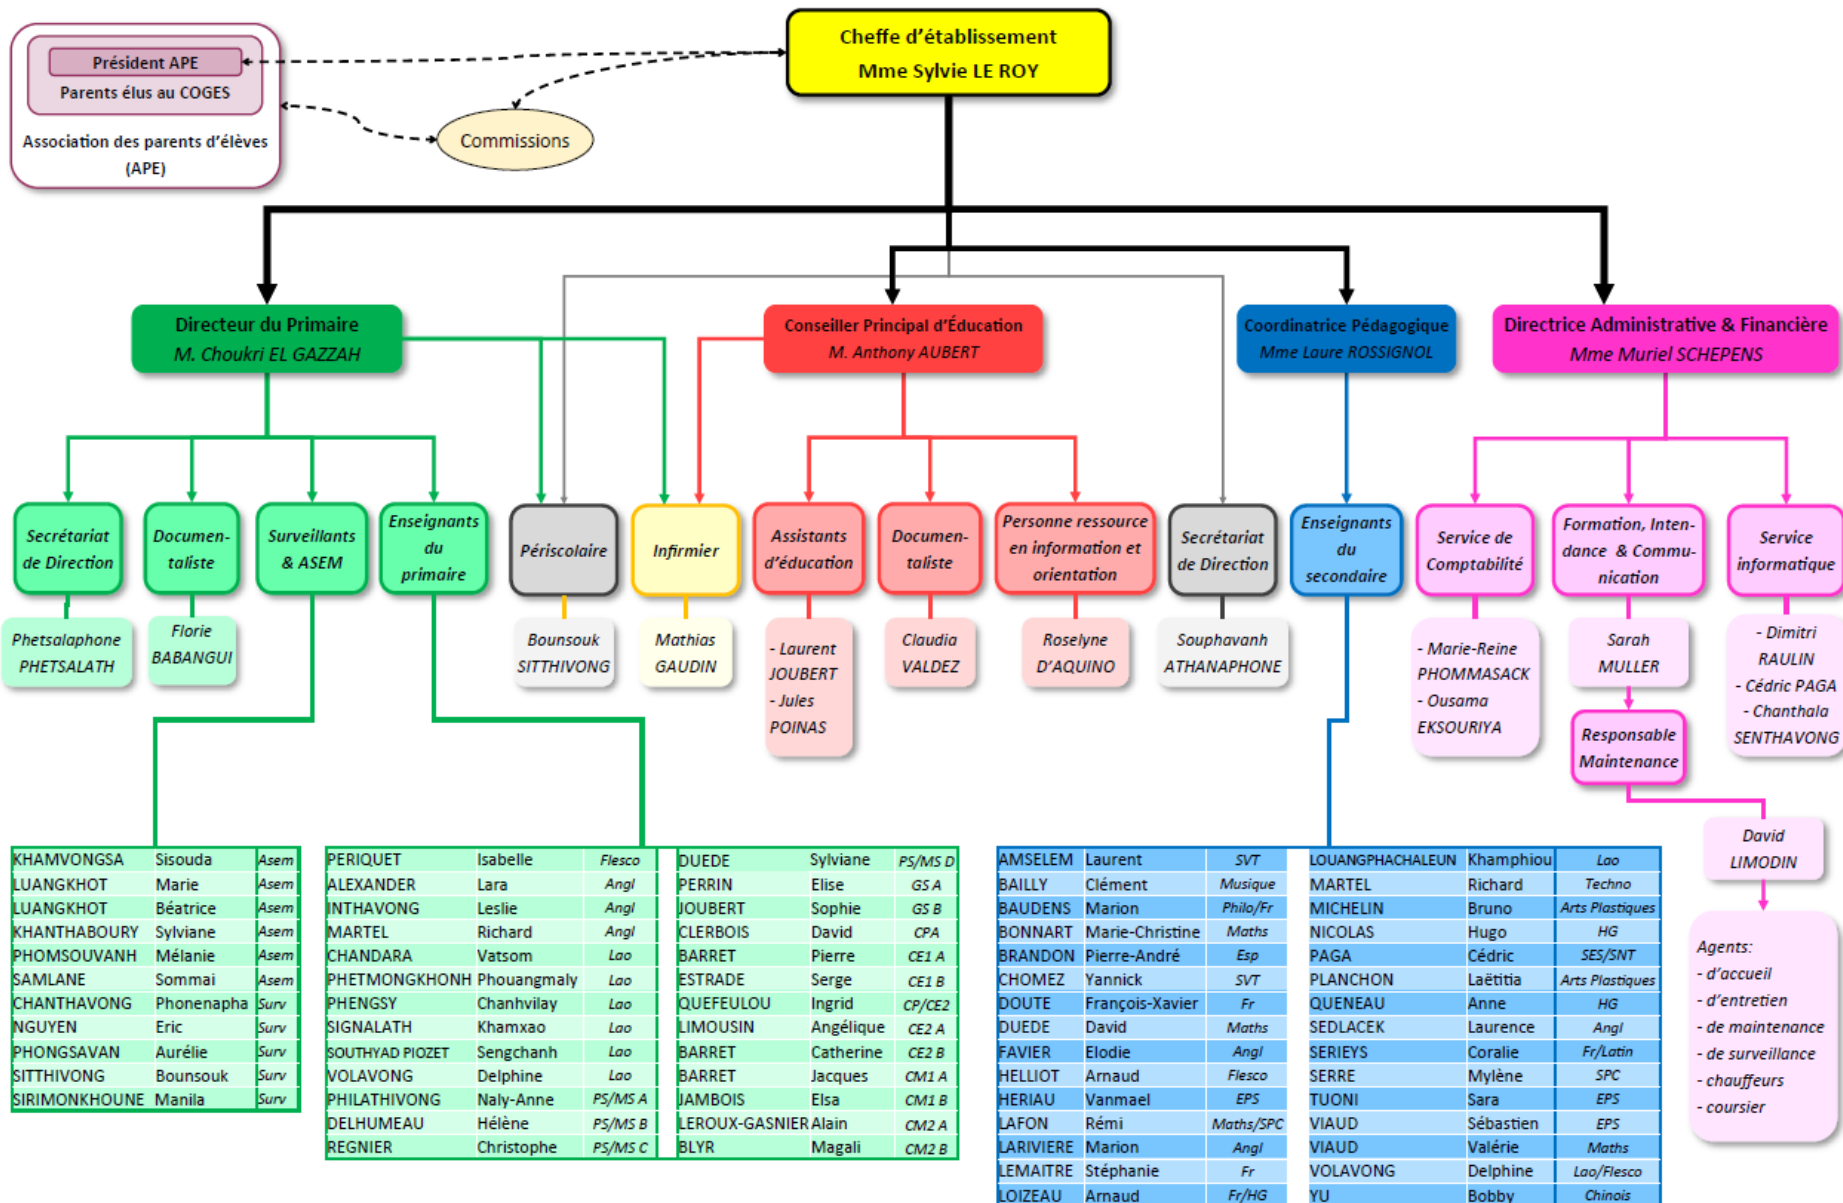 Cheffe d'établissement
Mme Sylvie LE ROY
Président APE
Parents élus au COGES
Association des parents d'élèves
(APE)
Commissions
Directeur du Primaire
M. Choukri EL GAZZAH
Conseiller Principal d'Éducation
M. Anthony AUBERT
Coordinatrice Pédagogique
Mme Laure ROSSIGNOL
Directrice Administrative & Financière
Mme Muriel SCHEPENS
Secrétariat
de Direction
Documen-
taliste
Surveillants
& ASEM
Enseignants
du
primaire
Périscolaire
Infirmier
Assistants
d'éducation
Documen-
taliste
Personne ressource
en information et
orientation
Secrétariat
de Direction
Enseignants
du
secondaire
Service de
Comptabilité
Formation, Inten-
dance & Commu-
nication
Service
informatique
Phetsalaphone
PHETSALATH
Florie
BABANGUI
Bounsouk
SITTHIVONG
Mathias
GAUDIN
- Laurent
JOUBERT
- Jules
POINAS
Claudia
VALDEZ
Roselyne
D'AQUINO
Souphavanh
ATHANAPHONE
- Marie-Reine
PHOMMASACK
- Ousama
EKSOURIYA
Sarah
MULLER
- Dimitri
RAULIN
- Cédric PAGA
- Chanthala
SENTHAVONG
Responsable
Maintenance
David
LIMODIN
Agents:
- d'accueil
- d'entretien
- de maintenance
- de surveillance
- chauffeurs
- coursier
KHAMVONGSA Sisouda Asem
LUANGKHOT Marie Asem
LUANGKHOT Béatrice Asem
KHANTHABOURY Sylviane Asem
PHOMSOUVANH Mélanie Asem
SAMLANE Sommai Asem
CHANTHAVONG Phonenapha Surv
NGUYEN Eric Surv
PHONGSAVAN Aurélie Surv
SITTHIVONG Bounsouk Surv
SIRIMONKHOUNE Manila Surv
PERIQUET Isabelle Flesco DUEDE Sylviane PS/MS D
ALEXANDER Lara Angl PERRIN Elise GS A
INTHAVONG Leslie Angl JOUBERT Sophie GS B
MARTEL Richard Angl CLERBOIS David CPA
CHANDARA Vatsom Lao BARRET Pierre CE1 A
PHETMONGKHONH Phouangmaly Lao ESTRADE Serge CE1 B
PHENGSY Chanhvilay Lao QUEFEULOU Ingrid CP/CE2
SIGNALATH Khamxao Lao LIMOUSIN Angélique CE2 A
SOUTHYAD PIOZET Sengchanh Lao BARRET Catherine CE2 B
VOLAVONG Delphine Lao BARRET Jacques CM1 A
PHILATHIVONG Naly-Anne PS/MS A JAMBOIS Elsa CM1 B
DELHUMEAU Hélène PS/MS B LEROUX-GASNIER Alain CM2 A
REGNIER Christophe PS/MS C BLYR Magali CM2 B
AMSELEM Laurent SVT LOUANGPHACHALEUN Khamphiou Lao
BAILLY Clément Musique MARTEL Richard Techno
BAUDENS Marion Philo/Fr MICHELIN Bruno Arts Plastiques
BONNART Marie-Christine Maths NICOLAS Hugo HG
BRANDON Pierre-André Esp PAGA Cédric SES/SNT
CHOMEZ Yannick SVT PLANCHON Laëtitia Arts Plastiques
DOUTE François-Xavier Fr QUENEAU Anne HG
DUEDE David Maths SEDLACEK Laurence Angl
FAVIER Elodie Angl SERIEYS Coralie Fr/Latin
HELLIOT Arnaud Flesco SERRE Mylène SPC
HERIAU Vanmael EPS TUONI Sara EPS
LAFON Rémi Maths/SPC VIAUD Sébastien EPS
LARIVIERE Marion Angl VIAUD Valérie Maths
LEMAITRE Stéphanie Fr VOLAVONG Delphine Lao/Flesco
LOIZEAU Arnaud Fr/HG YU Bobby Chinois